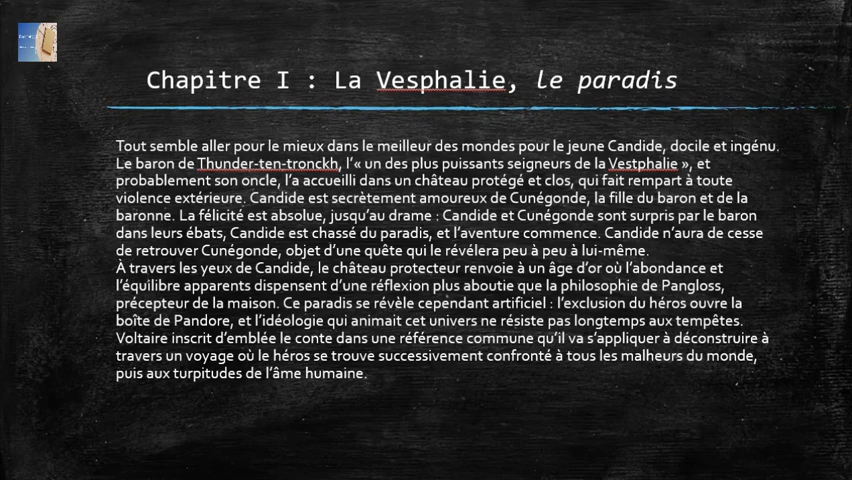 Chapitre I : La Vesphalie, le paradis
Tout semble aller pour le mieux dans le meilleur des mondes pour le jeune Candide, docile et ingénu.
Le baron de Thunder-ten-tronckh, l’« un des plus puissants seigneurs de la Vestphalie », et
probablement son oncle, l’a accueilli dans un château protégé et clos, qui fait rempart à toute
violence extérieure. Candide est secrètement amoureux de Cunégonde, la fille du baron et de la
baronne. La félicité est absolue, jusqu’au drame : Candide et Cunégonde sont surpris par le baron
dans leurs ébats, Candide est chassé du paradis, et l’aventure commence. Candide n’aura de cesse
de retrouver Cunégonde, objet d’une quête qui le révélera peu à peu à lui-même.
À travers les yeux de Candide, le château protecteur renvoie à un âge d’or où l’abondance et
l’équilibre apparents dispensent d’une réflexion plus aboutie que la philosophie de Pangloss,
précepteur de la maison. Ce paradis se révèle cependant artificiel : l’exclusion du héros ouvre la
boîte de Pandore, et l’idéologie qui animait cet univers ne résiste pas longtemps aux tempêtes.
Voltaire inscrit d’emblée le conte dans une référence commune qu’il va s’appliquer à déconstruire à
travers un voyage où le héros se trouve successivement confronté à tous les malheurs du monde,
puis aux turpitudes de l’âme humaine.